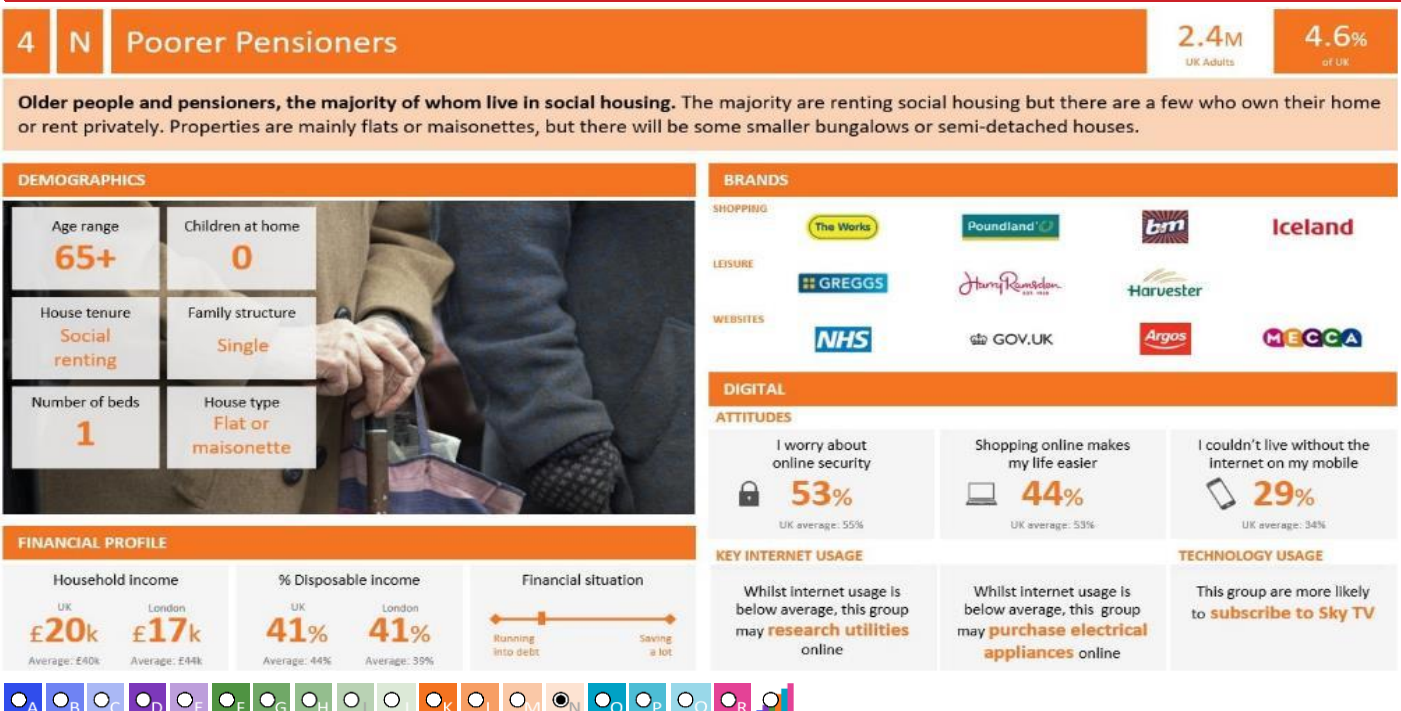 4 N Poorer Pensioners
2.4M
UK Adults
4.6%
of UK
Older people and pensioners, the majority of whom live in social housing. The majority are renting social housing but there are a few who own their home
or rent privately. Properties are mainly flats or maisonettes, but there will be some smaller bungalows or semi-detached houses.
DEMOGRAPHICS
Age range
65+
Children at home
0
House tenure
Social
renting
Family structure
Single
Number of beds
1
House type
Flat or
maisonette
FINANCIAL PROFILE
Household income
UK
£20k
Average: £40k
London
£17k
Average: £44k
% Disposable income
UK
41%
Average: 44%
London
41%
Average: 39%
Financial situation
Running
into debt
Saving
a lot
BRANDS
SHOPPING
The Works
Poundland
bm
Iceland
LEISURE
GREGGS
Harry Ramsden
EST. 1928
Harvester
WEBSITES
NHS
GOV.UK
Argos
MECCA
DIGITAL
ATTITUDES
I worry about
online security
53%
UK average: 55%
Shopping online makes
my life easier
44%
UK average: 53%
I couldn't live without the
internet on my mobile
29%
UK average: 34%
KEY INTERNET USAGE
Whilst internet usage is
below average, this group
may research utilities
online
Whilst internet usage is
below average, this group
may purchase electrical
appliances online
TECHNOLOGY USAGE
This group are more likely
to subscribe to Sky TV
A B C D E F G H I J K L M N O P Q R